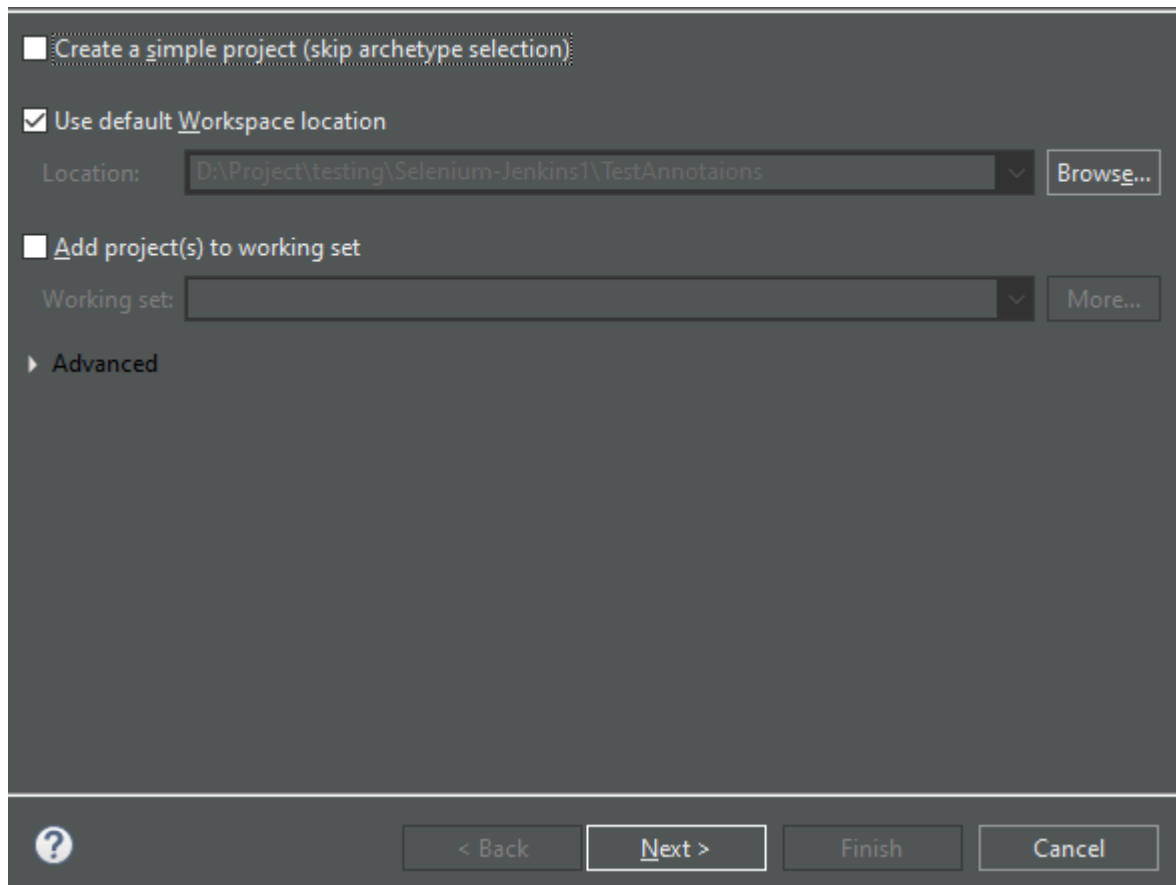 Create a simple project (skip archetype selection)
Use default Workspace location
Location: D:\Project\testing\Selenium-Jenkins1\TestAnnotaions Browse...
Add project(s) to working set
Working set: More...
Advanced
? < Back Next > Finish Cancel